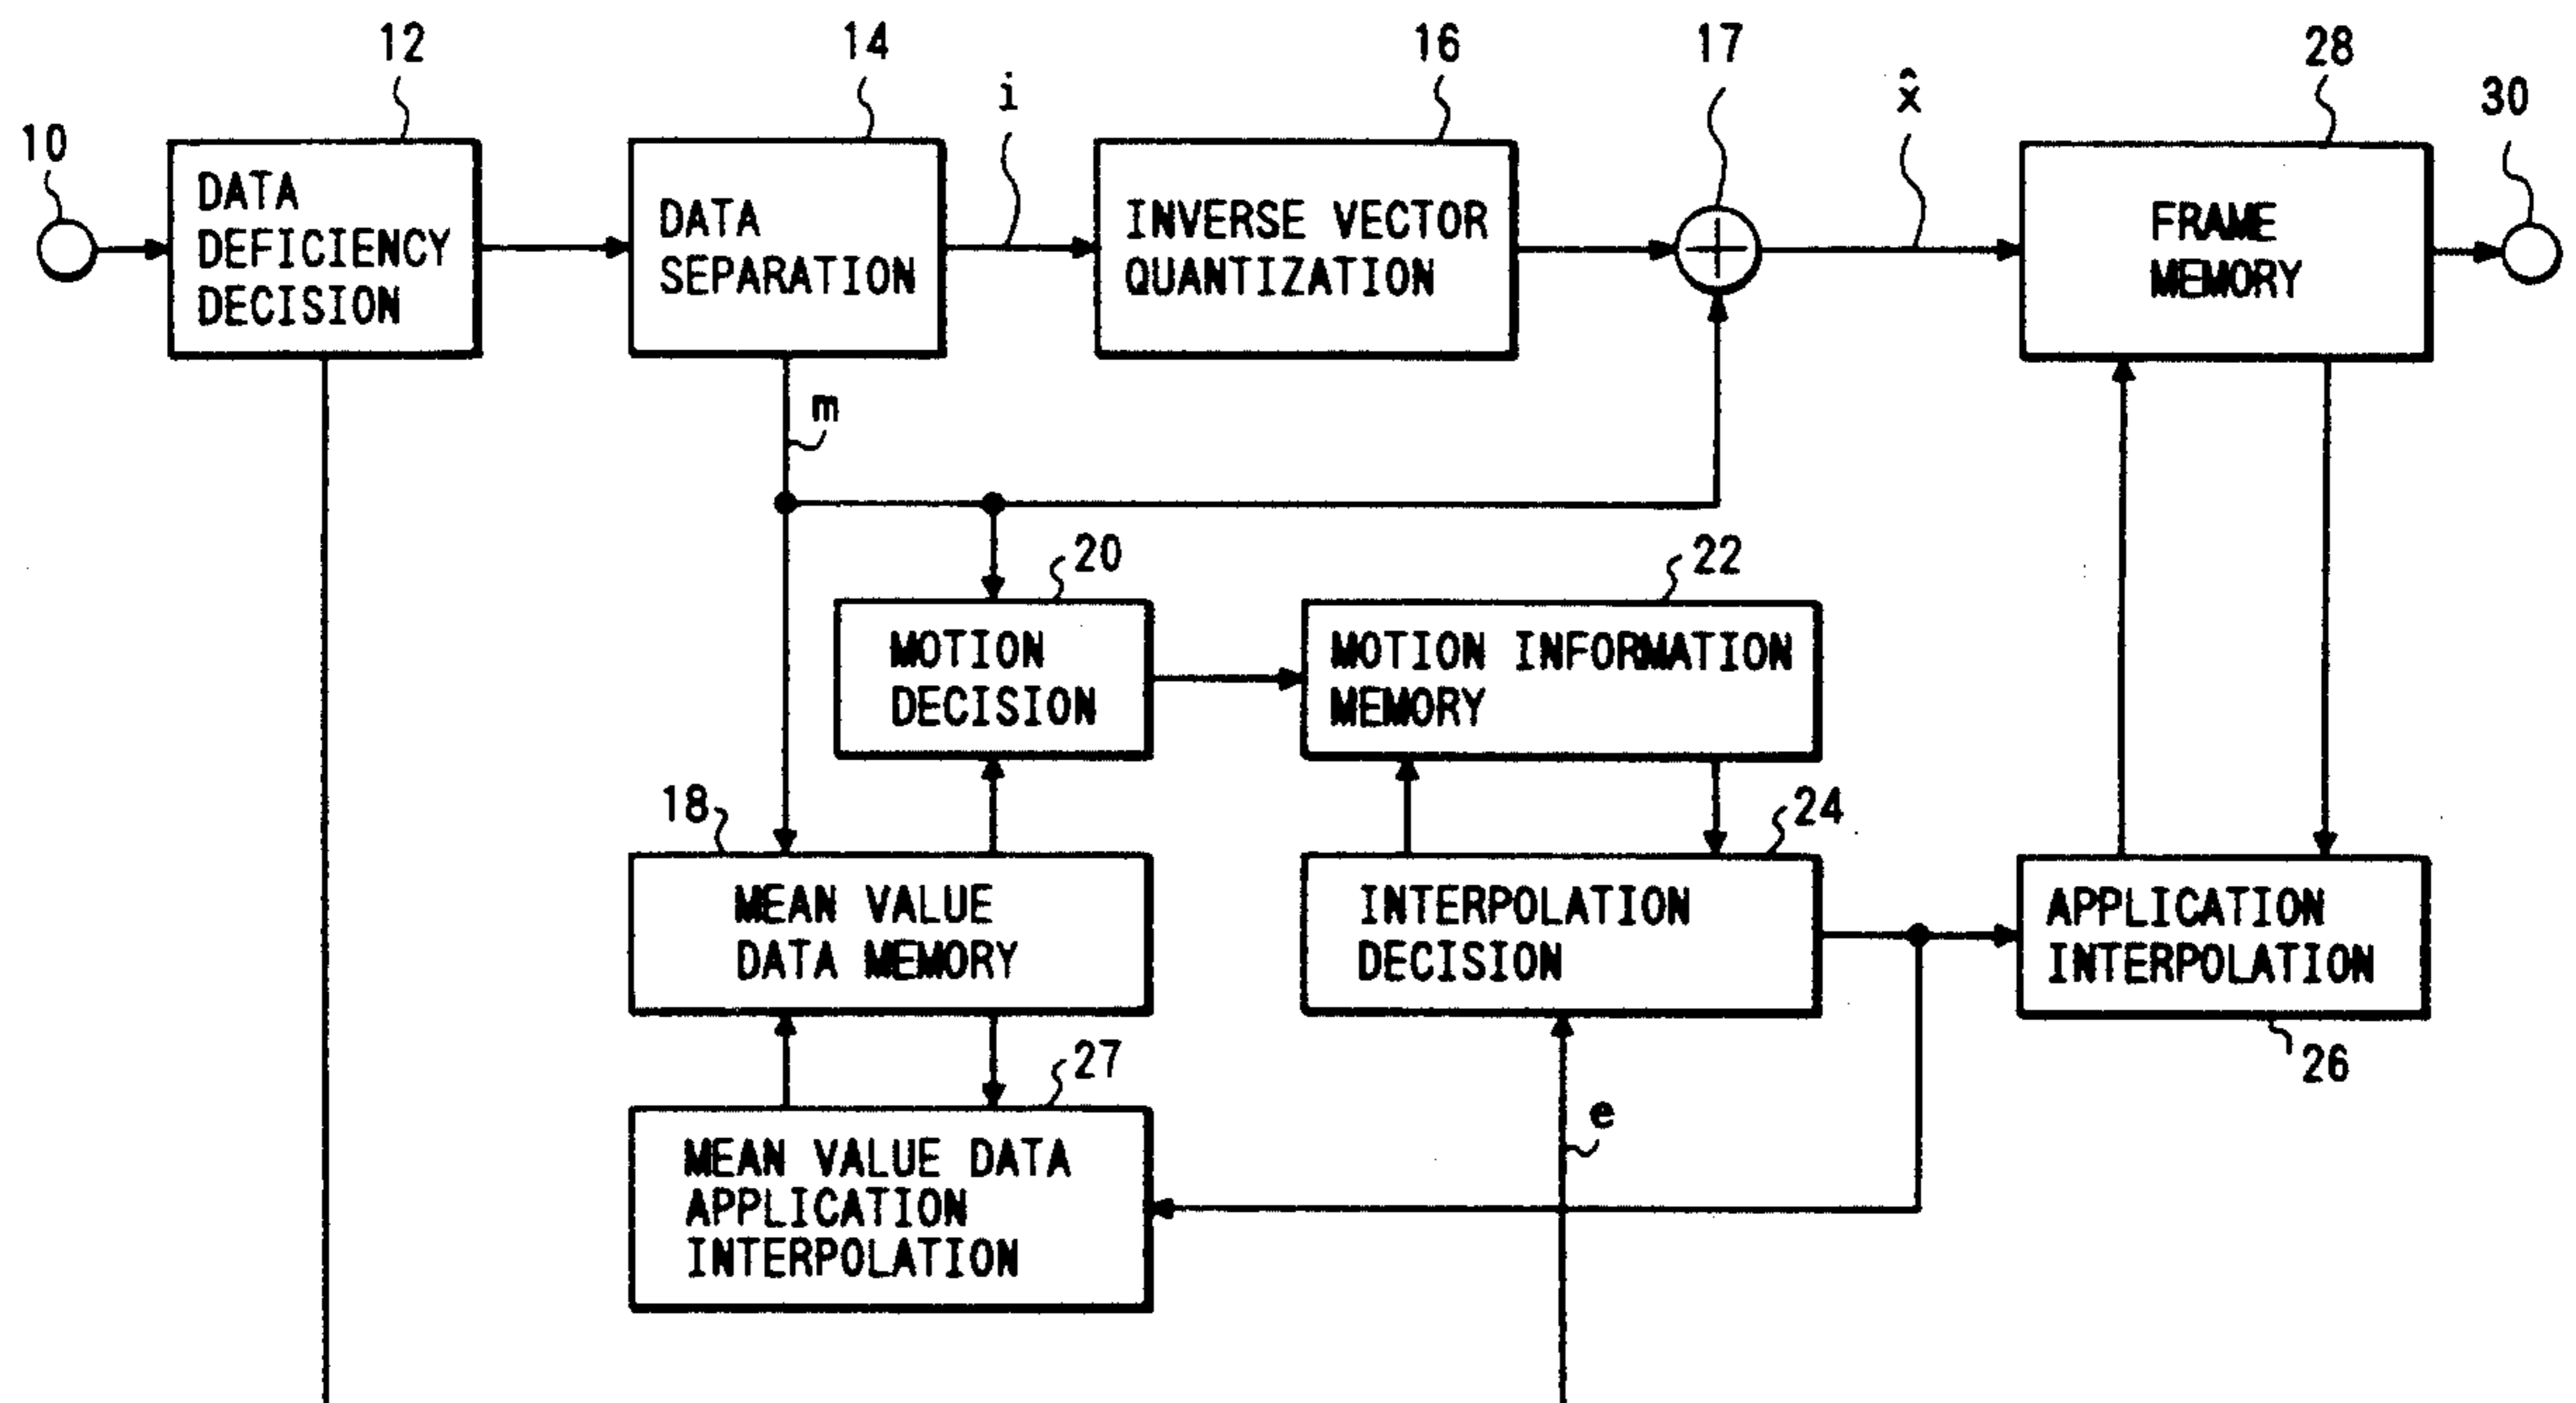 12
14
16
17
28
10
i
x̂
30
DATA
DEFICIENCY
DECISION
DATA
SEPARATION
INVERSE VECTOR
QUANTIZATION
FRAME
MEMORY
m
20
22
MOTION
DECISION
MOTION INFORMATION
MEMORY
18
24
MEAN VALUE
DATA MEMORY
INTERPOLATION
DECISION
APPLICATION
INTERPOLATION
27
26
e
MEAN VALUE DATA
APPLICATION
INTERPOLATION